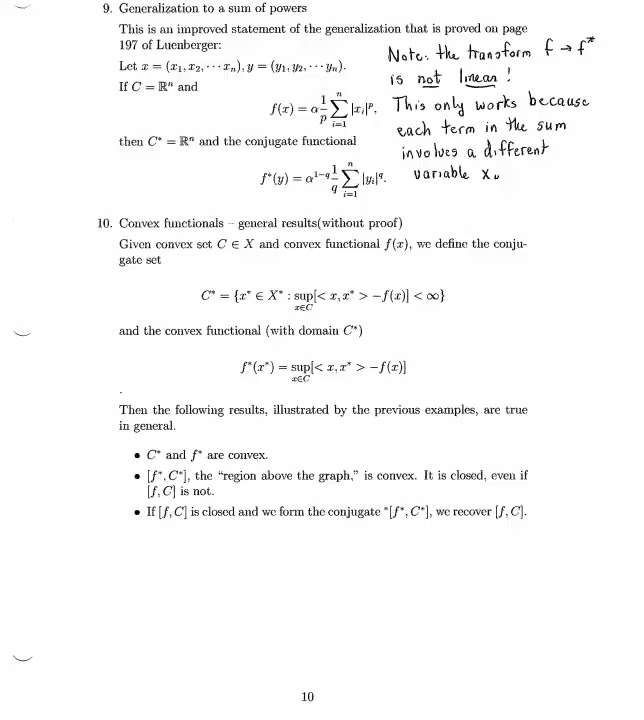 9. Generalization to a sum of powers
This is an improved statement of the generalization that is proved on page
197 of Luenberger:
Let x = (x₁, x₂, ··· xₙ), y = (y₁, y₂, ··· yₙ).
If C = ℝⁿ and
f(x) = α 1/p ∑ⁿᵢ₌₁ |xᵢ|ᵖ,
then C* = ℝⁿ and the conjugate functional
f*(y) = α¹⁻q 1/q ∑ⁿᵢ₌₁ |yᵢ|q.
Note: the transform f → f*
is not linear!
This only works because
each term in the sum
involves a different
variable xᵢ.
10. Convex functionals – general results(without proof)
Given convex set C ∈ X and convex functional f(x), we define the conju-
gate set
C* = {x* ∈ X* : sup[< x, x* > −f(x)] < ∞}
x∈C
and the convex functional (with domain C*)
f*(x*) = sup[< x, x* > −f(x)]
x∈C
.
Then the following results, illustrated by the previous examples, are true
in general.
• C* and f* are convex.
• [f*, C*], the “region above the graph,” is convex. It is closed, even if
[f, C] is not.
• If [f, C] is closed and we form the conjugate *[f*, C*], we recover [f, C].
10